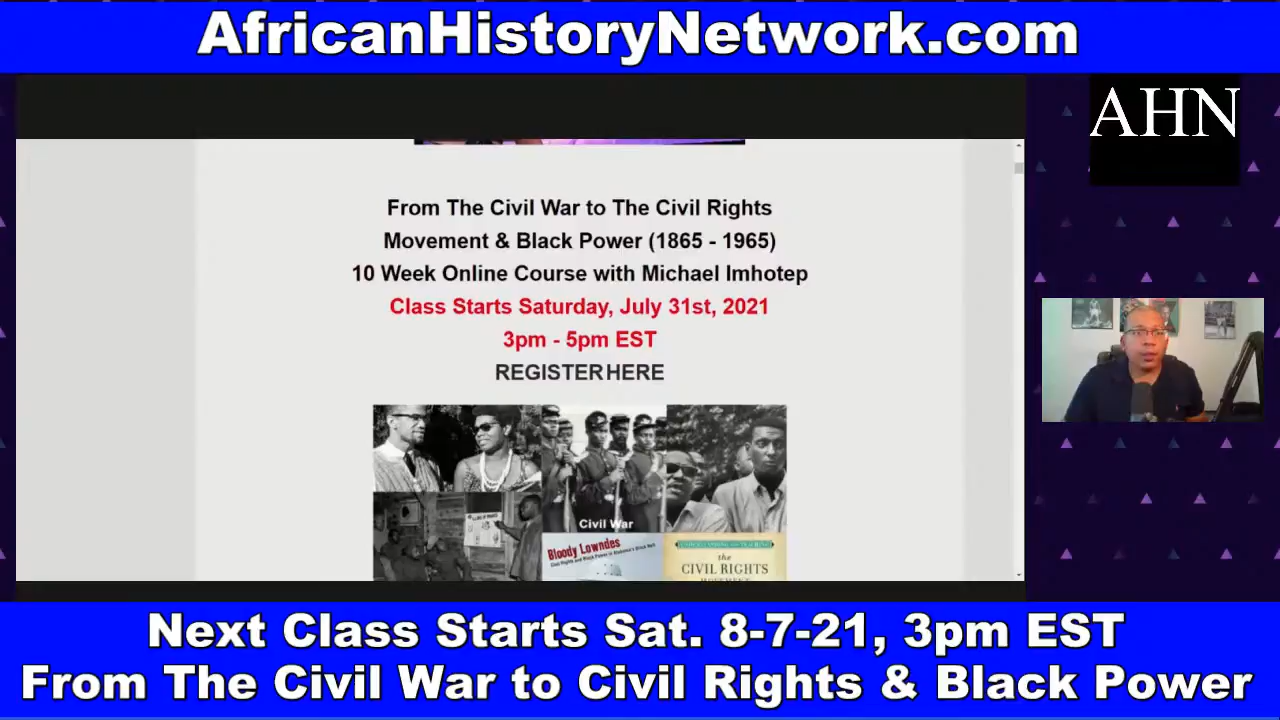 AfricanHistoryNetwork.com
AHN
From The Civil War to The Civil Rights
Movement & Black Power (1865 - 1965)
10 Week Online Course with Michael Imhotep
Class Starts Saturday, July 31st, 2021
3pm - 5pm EST
REGISTER HERE
Civil War
Bloody Lowndes
the
CIVIL RIGHTS
Next Class Starts Sat. 8-7-21, 3pm EST
From The Civil War to Civil Rights & Black Power